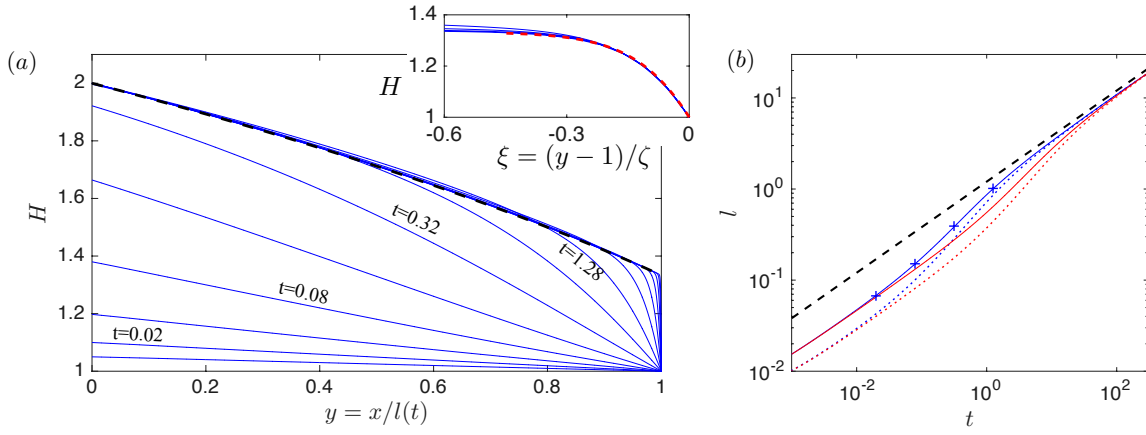 (a)
H
2
1.8
1.6
1.4
1.2
1
0
0.2
0.4
0.6
0.8
1
y = x/l(t)
t=0.32
t=1.28
t=0.08
t=0.02
H
1.4
1.2
1
-0.6
-0.3
0
ξ = (y − 1)/ζ
(b)
l
10^1
10^0
10^-1
10^-2
10^-2
10^0
10^2
t